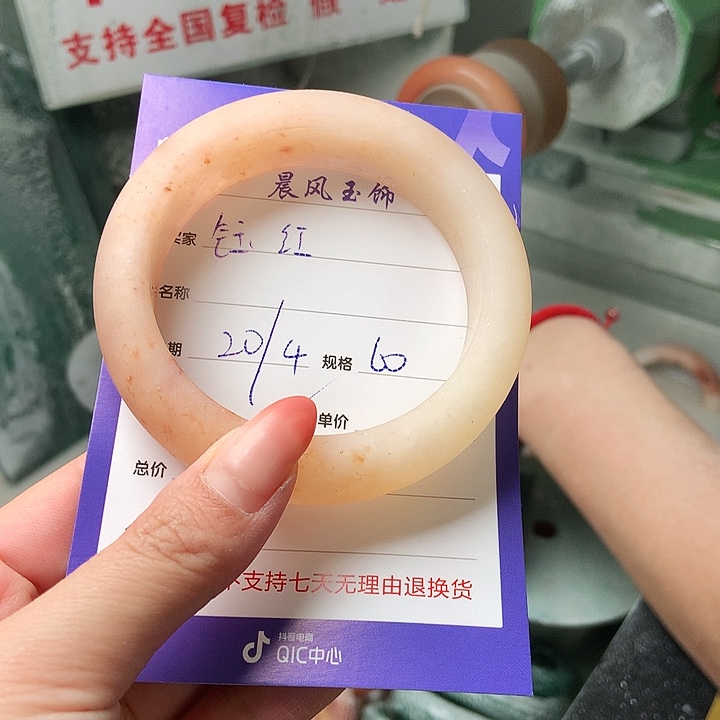 支持全国复检
晨风玉饰
家 钰 红
名称
期 20/4 规格 60
单价
总价
支持七天无理由退换货
抖音电商
QIC中心